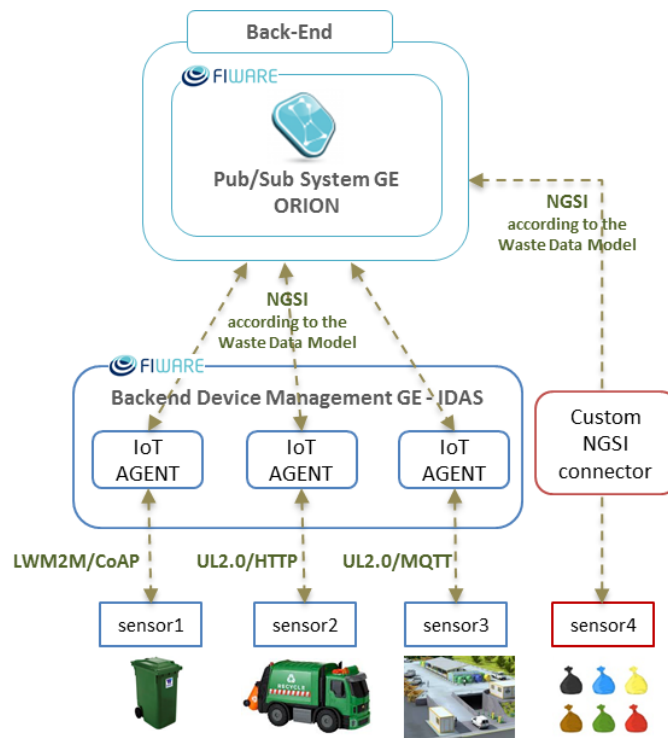 Back-End
FIWARE
Pub/Sub System GE
ORION
NGSI
according to the
Waste Data Model
NGSI
according to the
Waste Data Model
FIWARE
Backend Device Management GE - IDAS
IoT
AGENT
IoT
AGENT
IoT
AGENT
Custom
NGSI
connector
LWM2M/CoAP
UL2.0/HTTP
UL2.0/MQTT
sensor1
sensor2
sensor3
sensor4
RECYCLE